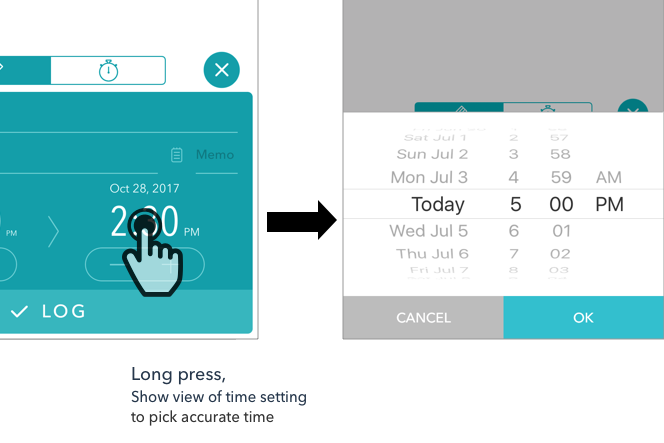 Memo
Oct 28, 2017
PM
PM
LOG
Sat Jul 1 2 57
Sun Jul 2 3 58
Mon Jul 3 4 59 AM
Today 5 00 PM
Wed Jul 5 6 01
Thu Jul 6 7 02
Fri Jul 7 8 03
CANCEL OK
Long press,
Show view of time setting
to pick accurate time